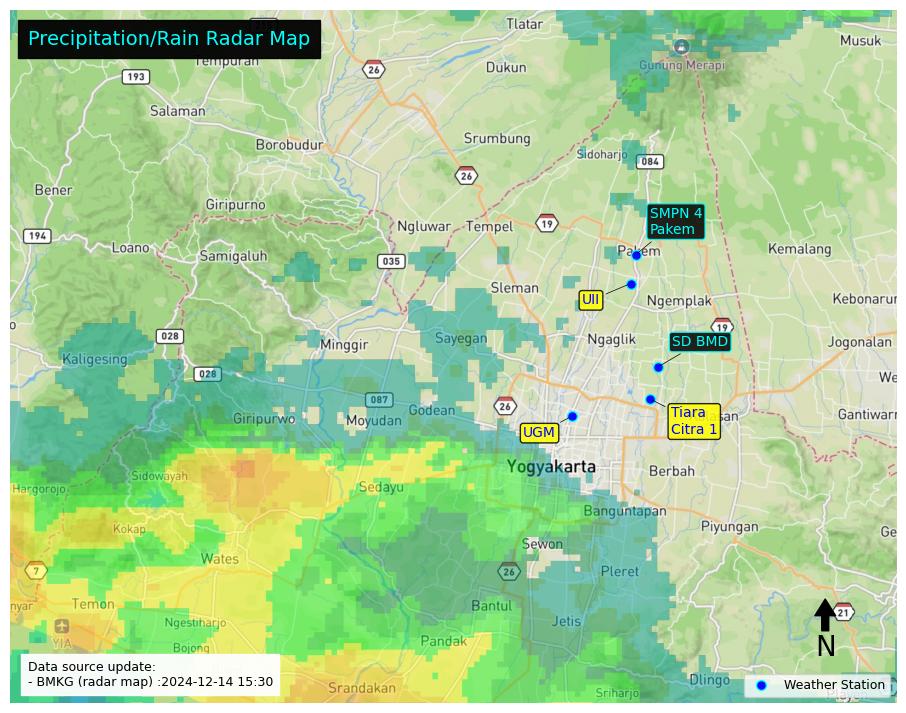 Precipitation/Rain Radar Map
Tlatar
Musuk
26
193
Dukun
Gunung Merapi
Tempuran
Salaman
Srumbung
Borobudur
Sidoharjo
084
26
Bener
Giripurno
SMPN 4
Pakem
194
Ngluwar
Tempel
19
Loano
Samigaluh
035
Pakem
Kemalang
Sleman
UII
Ngemplak
Kebonarun
028
Minggir
Sayegan
Ngaglik
19
SD BMD
Jogonalan
Kaligesing
028
We
087
26
Giripurwo
Moyudan
Godean
Tiara
Citra 1
Gantiwarn
UGM
Yogyakarta
Berbah
Sidowayah
Hargorojo
Sedayu
Banguntapan
Kokap
Piyungan
Ge
Wates
Sewon
7
26
Pleret
Temon
Bantul
21
Ngestiharjo
Jetis
YIA
Bojong
Pandak
N
Data source update:
- BMKG (radar map) :2024-12-14 15:30
Srandakan
Sriharjo
Dlingo
Weather Station